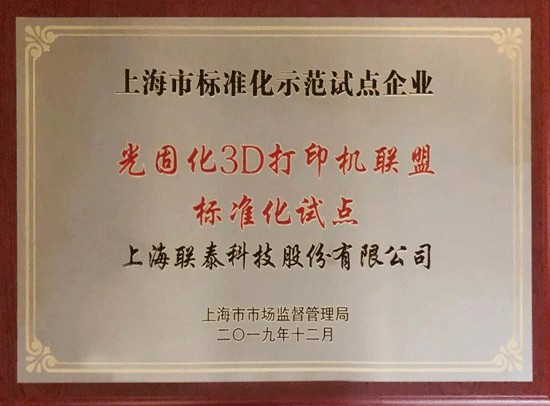 上海市标准化示范试点企业
光固化3D打印机联盟
标准化试点
上海联泰科技股份有限公司
上海市市场监督管理局
二〇一九年十二月